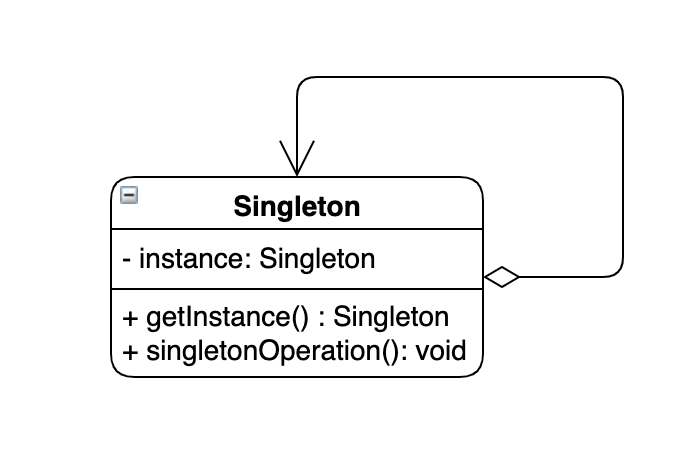 Singleton
- instance: Singleton
+ getInstance() : Singleton
+ singletonOperation(): void